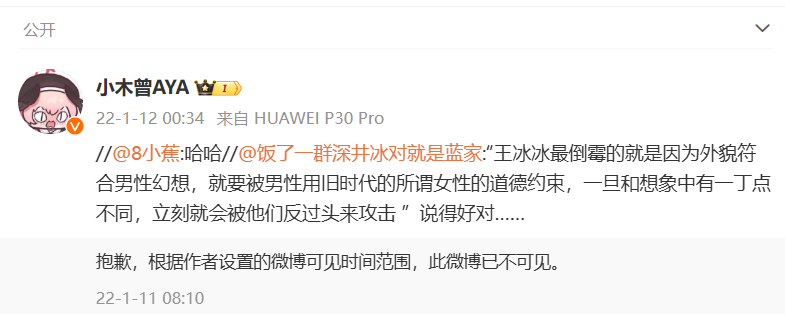 公开
小木曾AYA 1
22-1-12 00:34 来自 HUAWEI P30 Pro
//@8小蕉:哈哈//@饭了一群深井冰对就是蓝家:“王冰冰最倒霉的就是因为外貌符
合男性幻想，就要被男性用旧时代的所谓女性的道德约束，一旦和想象中有一丁点
不同，立刻就会被他们反过头来攻击 ”说得好对......
抱歉，根据作者设置的微博可见时间范围，此微博已不可见。
22-1-11 08:10